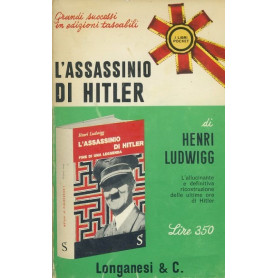 Grandi successi
in edizioni tascabili
I LIBRI
POCKET
L'ASSASSINIO
DI HITLER
di
HENRI
LUDWIGG
L'allucinante
e definitiva
ricostruzione
delle ultime ore
di Hitler
Henri Ludwigg
L'ASSASSINIO
DI HITLER
FINE DI UNA LEGGENDA
S
S
Lire 350
Longanesi & C.